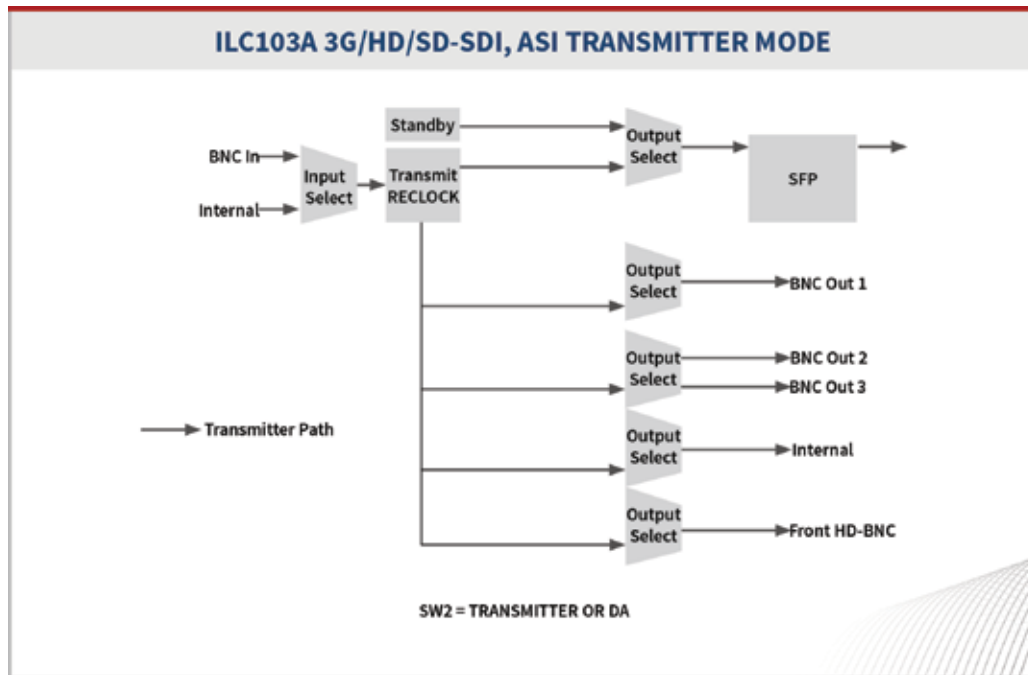 ILC103A 3G/HD/SD-SDI, ASI TRANSMITTER MODE
Standby
BNC In
Internal
Input
Select
Transmit
RECLOCK
Output
Select
SFP
Output
Select
BNC Out 1
Output
Select
BNC Out 2
BNC Out 3
Transmitter Path
Output
Select
Internal
Output
Select
Front HD-BNC
SW2 = TRANSMITTER OR DA